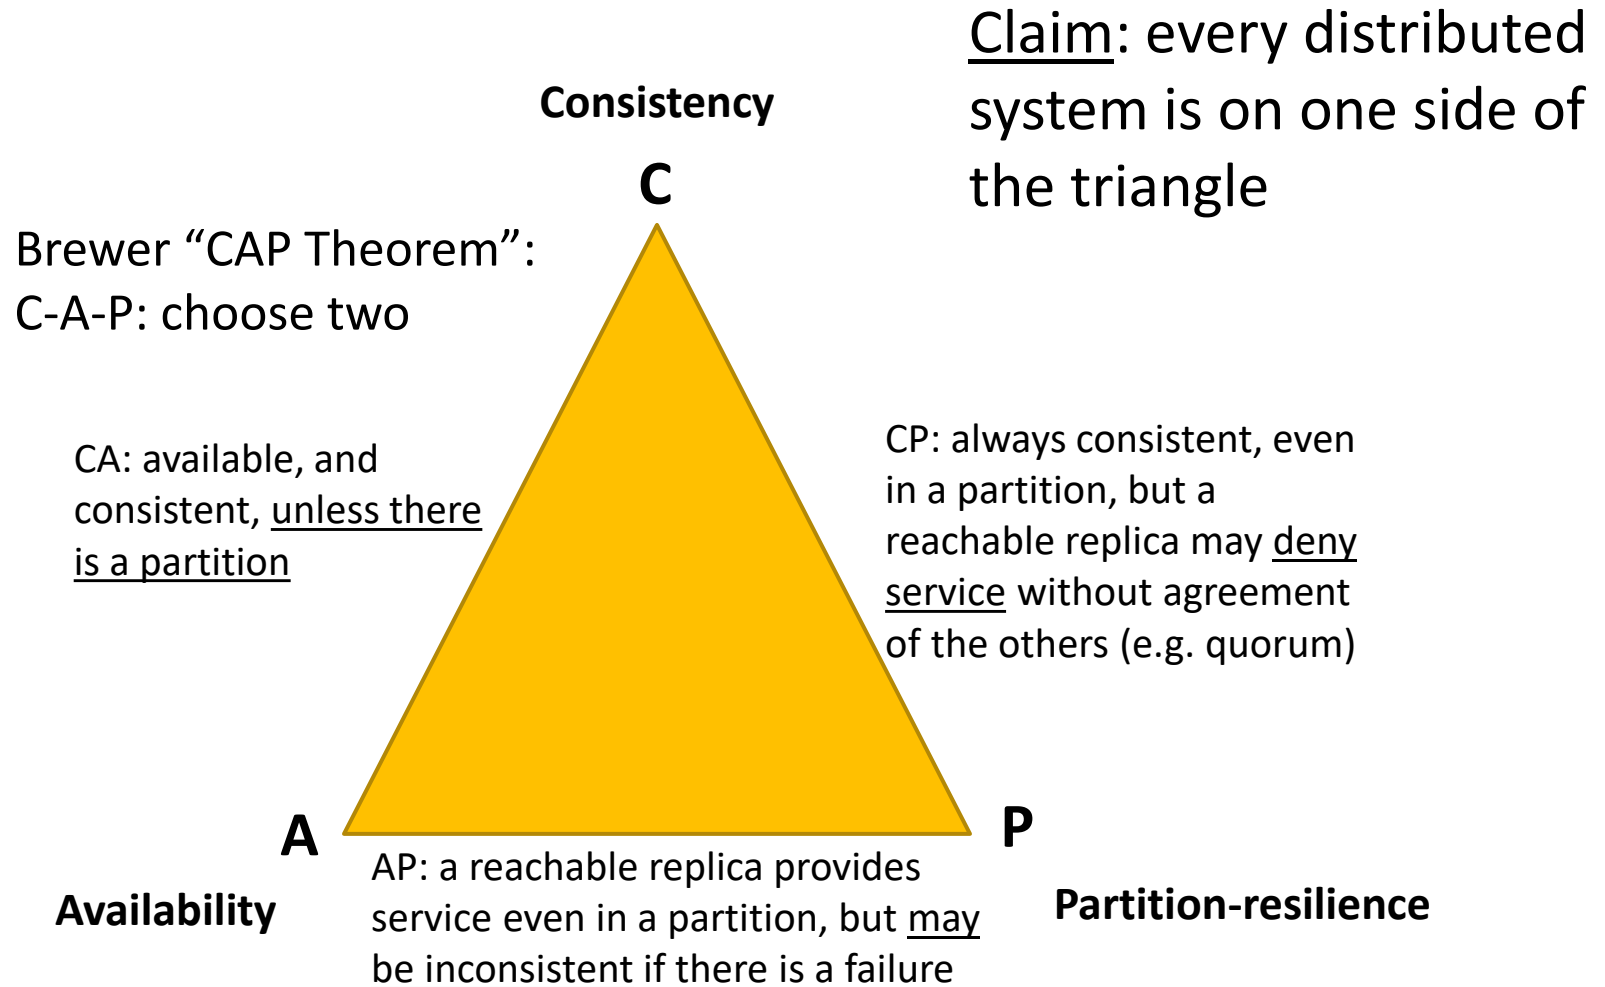 Claim: every distributed
system is on one side of
the triangle
Consistency
C
Brewer “CAP Theorem”:
C-A-P: choose two
CA: available, and
consistent, unless there
is a partition
CP: always consistent, even
in a partition, but a
reachable replica may deny
service without agreement
of the others (e.g. quorum)
A
P
Availability
AP: a reachable replica provides
service even in a partition, but may
be inconsistent if there is a failure
Partition-resilience